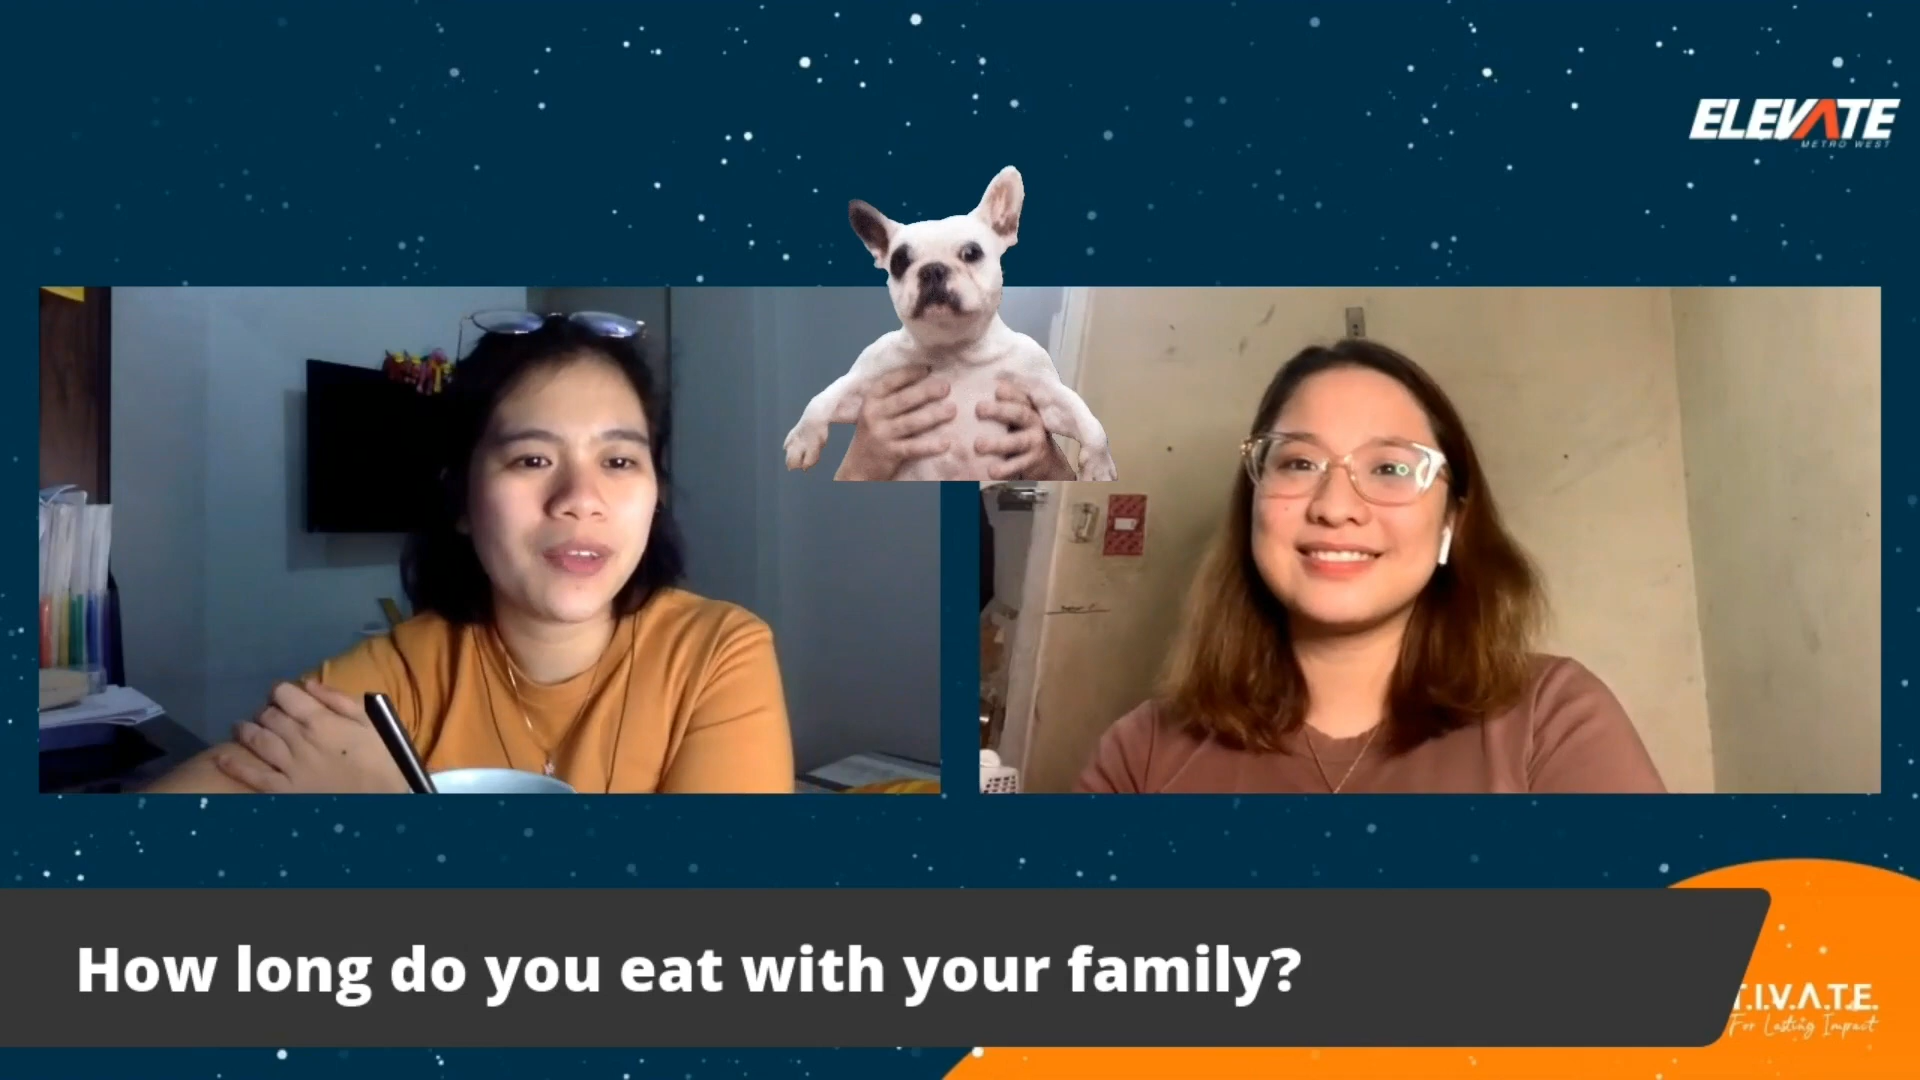 ELEVATE
METRO WEST
How long do you eat with your family?
T.I.V.A.T.E.
For Lasting Impact